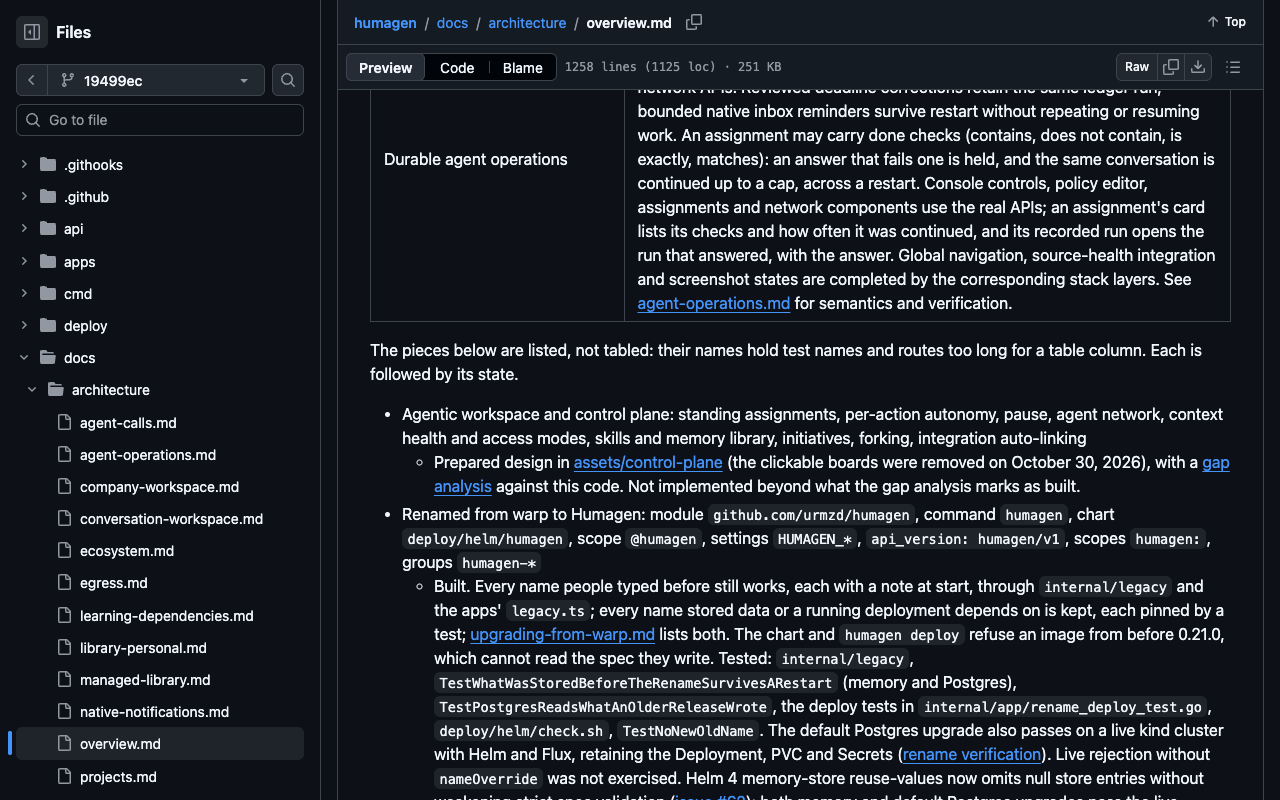 Files
19499ec
Go to file
.githooks
.github
api
apps
cmd
deploy
docs
architecture
agent-calls.md
agent-operations.md
company-workspace.md
conversation-workspace.md
ecosystem.md
egress.md
learning-dependencies.md
library-personal.md
managed-library.md
native-notifications.md
overview.md
projects.md
humagen / docs / architecture / overview.md
Top
Preview Code Blame 1258 lines (1125 loc) · 251 KB
Raw
Durable agent operations
network APIs. Reviewed deadline corrections retain the same ledger run;
bounded native inbox reminders survive restart without repeating or resuming
work. An assignment may carry done checks (contains, does not contain, is
exactly, matches): an answer that fails one is held, and the same conversation is
continued up to a cap, across a restart. Console controls, policy editor,
assignments and network components use the real APIs; an assignment's card
lists its checks and how often it was continued, and its recorded run opens the
run that answered, with the answer. Global navigation, source-health integration
and screenshot states are completed by the corresponding stack layers. See
agent-operations.md for semantics and verification.
The pieces below are listed, not tabled: their names hold test names and routes too long for a table column. Each is
followed by its state.
• Agentic workspace and control plane: standing assignments, per-action autonomy, pause, agent network, context
health and access modes, skills and memory library, initiatives, forking, integration auto-linking
◦ Prepared design in assets/control-plane (the clickable boards were removed on October 30, 2026), with a gap
analysis against this code. Not implemented beyond what the gap analysis marks as built.
• Renamed from warp to Humagen: module github.com/urmzd/humagen, command humagen, chart
deploy/helm/humagen, scope @humagen, settings HUMAGEN_*, api_version: humagen/v1, scopes humagen:,
groups humagen-*
◦ Built. Every name people typed before still works, each with a note at start, through internal/legacy and
the apps' legacy.ts; every name stored data or a running deployment depends on is kept, each pinned by a
test; upgrading-from-warp.md lists both. The chart and humagen deploy refuse an image from before 0.21.0,
which cannot read the spec they write. Tested: internal/legacy,
TestWhatWasStoredBeforeTheRenameSurvivesARestart (memory and Postgres),
TestPostgresReadsWhatAnOlderReleaseWrote, the deploy tests in internal/app/rename_deploy_test.go,
deploy/helm/check.sh, TestNoNewOldName. The default Postgres upgrade also passes on a live kind cluster
with Helm and Flux, retaining the Deployment, PVC and Secrets (rename verification). Live rejection without
nameOverride was not exercised. Helm 4 memory-store reuse-values now omits null store entries without